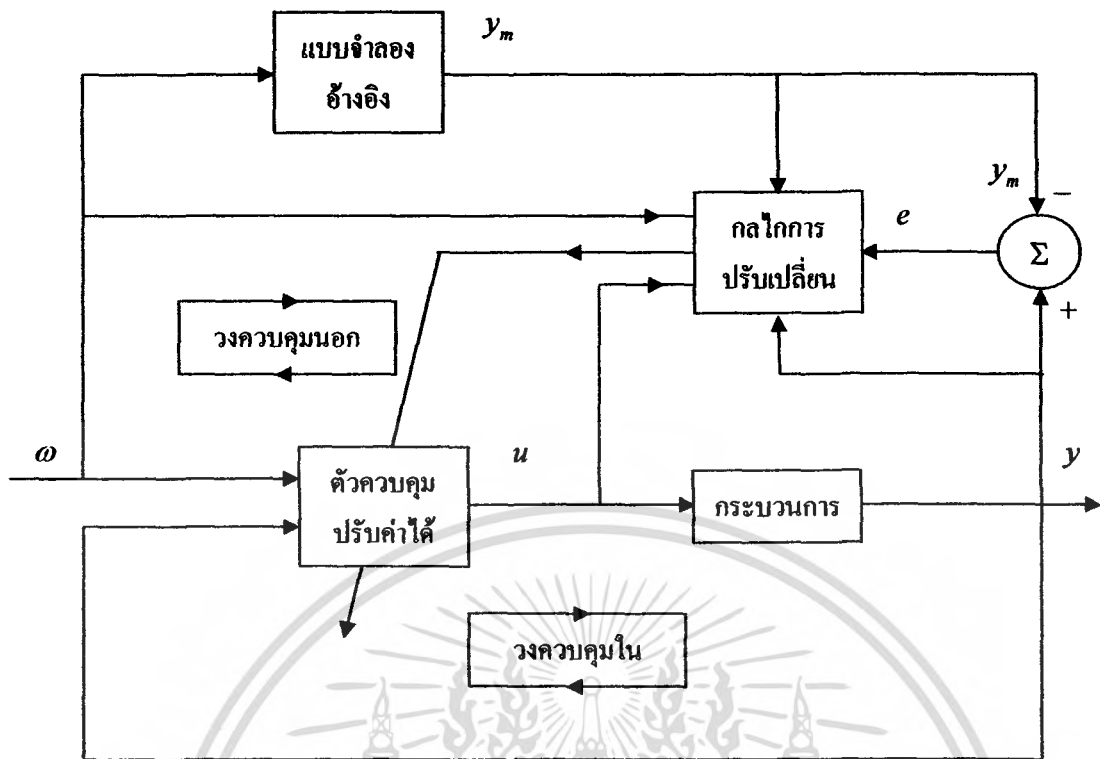 y_m
แบบจำลอง
อ้างอิง
y_m
−
กลไกการ
ปรับเปลี่ยน
e
Σ
+
วงควบคุมนอก
ω
ตัวควบคุม
ปรับค่าได้
u
กระบวนการ
y
วงควบคุมใน